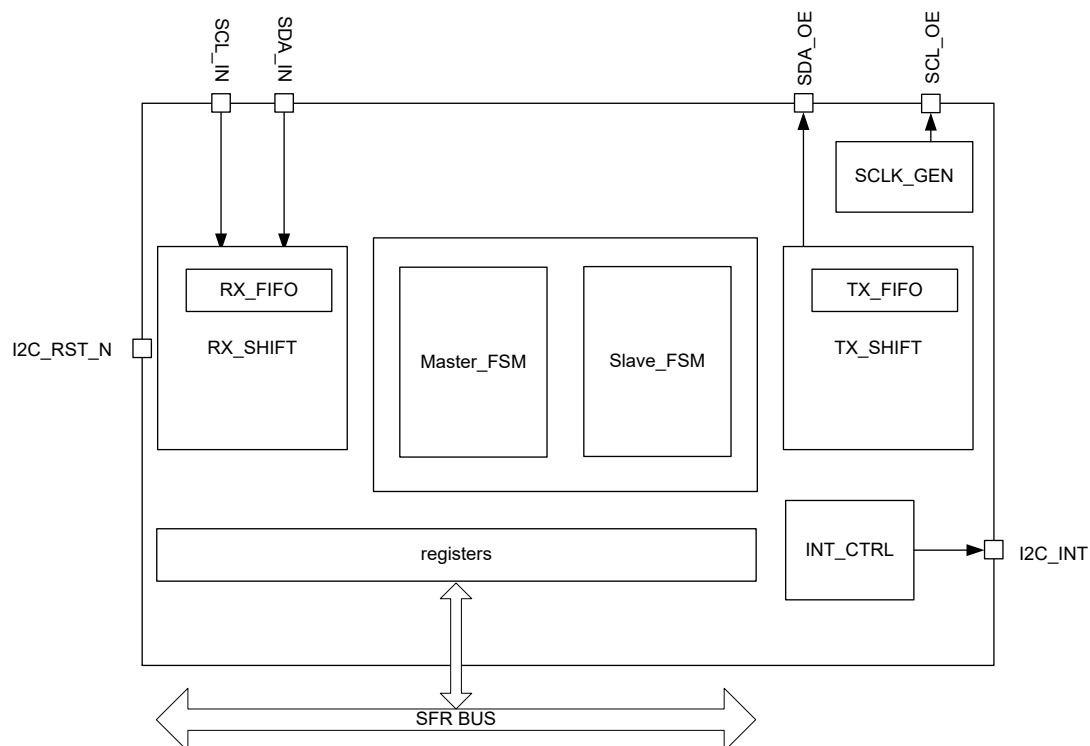 SCL_IN
SDA_IN
SDA_OE
SCL_OE
SCLK_GEN
RX_FIFO
TX_FIFO
I2C_RST_N
RX_SHIFT
Master_FSM
Slave_FSM
TX_SHIFT
registers
INT_CTRL
I2C_INT
SFR BUS